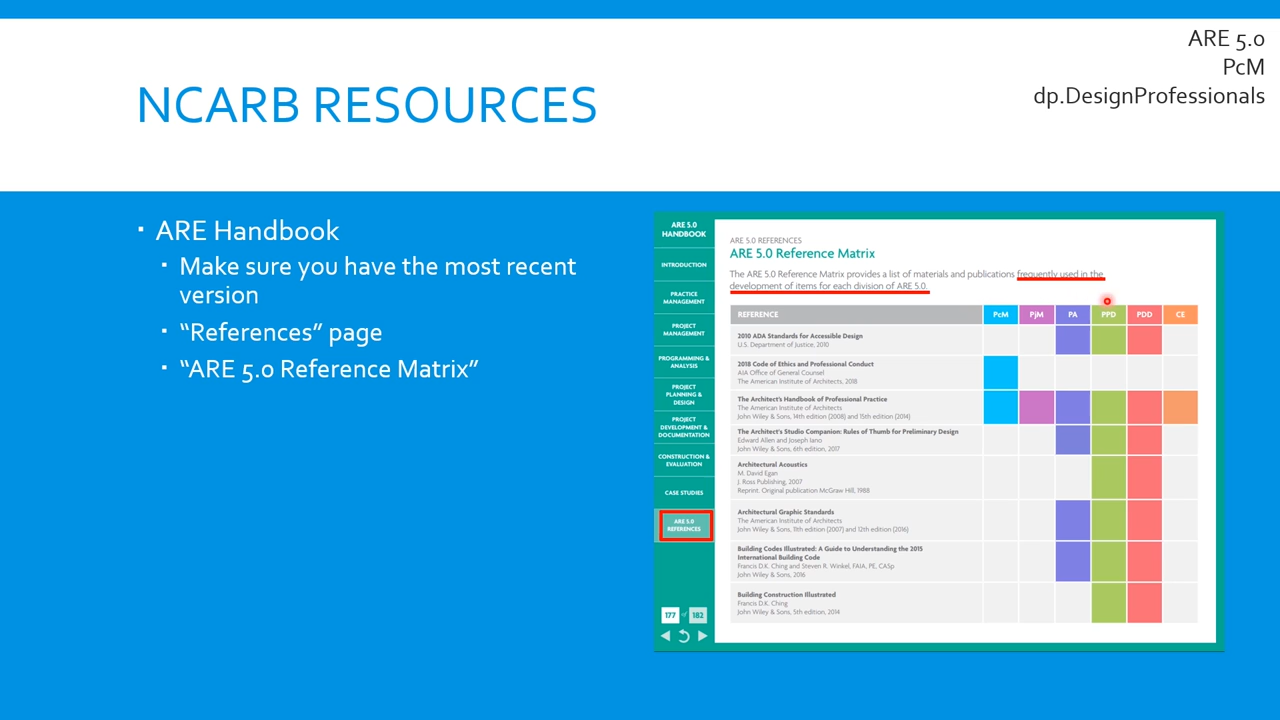 ARE 5.0
PcM
dp.DesignProfessionals
NCARB RESOURCES
▪ ARE Handbook
▪ Make sure you have the most recent
version
▪ “References” page
▪ “ARE 5.0 Reference Matrix”
ARE 5.0
HANDBOOK
INTRODUCTION
PRACTICE
MANAGEMENT
PROJECT
MANAGEMENT
PROGRAMMING &
ANALYSIS
PROJECT
PLANNING &
DESIGN
PROJECT
DEVELOPMENT &
DOCUMENTATION
CONSTRUCTION &
EVALUATION
CASE STUDIES
ARE 5.0
REFERENCES
177 of 182
ARE 5.0 REFERENCES
ARE 5.0 Reference Matrix
The ARE 5.0 Reference Matrix provides a list of materials and publications frequently used in the
development of items for each division of ARE 5.0.
REFERENCE PcM PjM PA PPD PDD CE
2010 ADA Standards for Accessible Design
U.S. Department of Justice, 2010
2018 Code of Ethics and Professional Conduct
AIA Office of General Counsel
The American Institute of Architects, 2018
The Architect's Handbook of Professional Practice
The American Institute of Architects
John Wiley & Sons, 14th edition (2008) and 15th edition (2014)
The Architect's Studio Companion: Rules of Thumb for Preliminary Design
Edward Allen and Joseph Iano
John Wiley & Sons, 6th edition, 2017
Architectural Acoustics
M. David Egan
J. Ross Publishing, 2007
Reprint. Original publication McGraw Hill, 1988
Architectural Graphic Standards
The American Institute of Architects
John Wiley & Sons, 11th edition (2007) and 12th edition (2016)
Building Codes Illustrated: A Guide to Understanding the 2015
International Building Code
Francis D.K. Ching and Steven R. Winkel, FAIA, PE, CASp
John Wiley & Sons, 2016
Building Construction Illustrated
Francis D.K. Ching
John Wiley & Sons, 5th edition, 2014